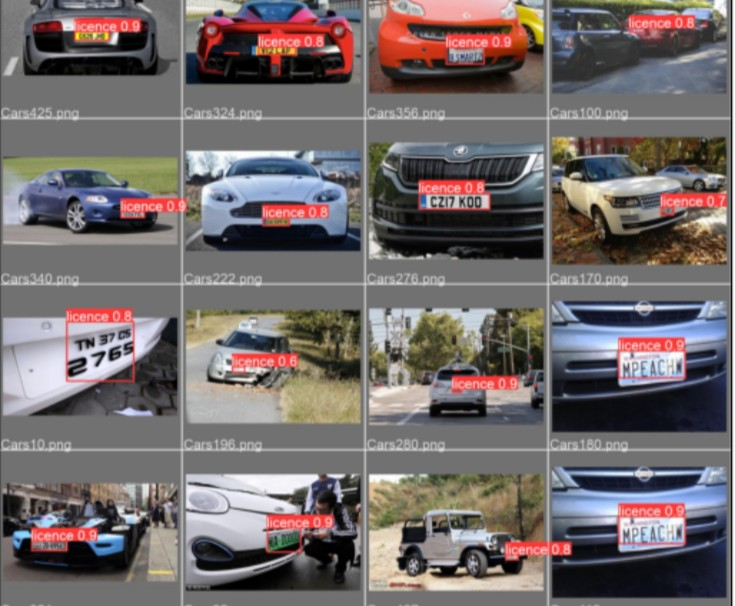 licence 0.9
licence 0.8
licence 0.9
licence 0.8
Cars425.png
Cars324.png
Cars356.png
Cars100.png
licence 0.9
licence 0.8
licence 0.8
CZ17 KOD
licence 0.7
Cars340.png
Cars222.png
Cars276.png
Cars170.png
licence 0.8
TN 37 CS
2765
licence 0.6
licence 0.9
licence 0.9
MPEACHW
Cars10.png
Cars196.png
Cars280.png
Cars180.png
licence 0.9
licence 0.9
licence 0.8
licence 0.9
MPEACHW